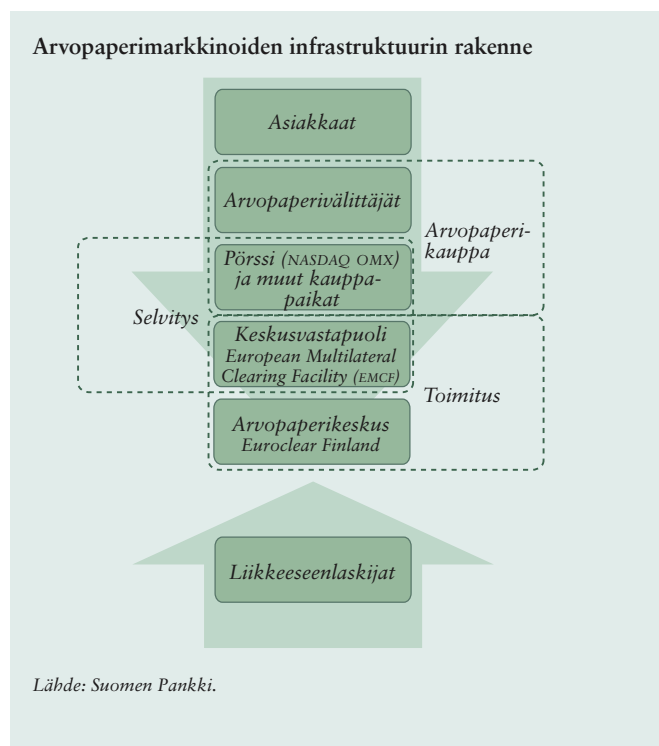 Arvopaperimarkkinoiden infrastruktuurin rakenne
Asiakkaat
Arvopaperivälittäjät
Arvopaperi-
kauppa
Pörssi (NASDAQ OMX)
ja muut kauppa-
paikat
Selvitys
Keskusvastapuoli
European Multilateral
Clearing Facility (EMCF)
Toimitus
Arvopaperikeskus
Euroclear Finland
Liikkeeseenlaskijat
Lähde: Suomen Pankki.